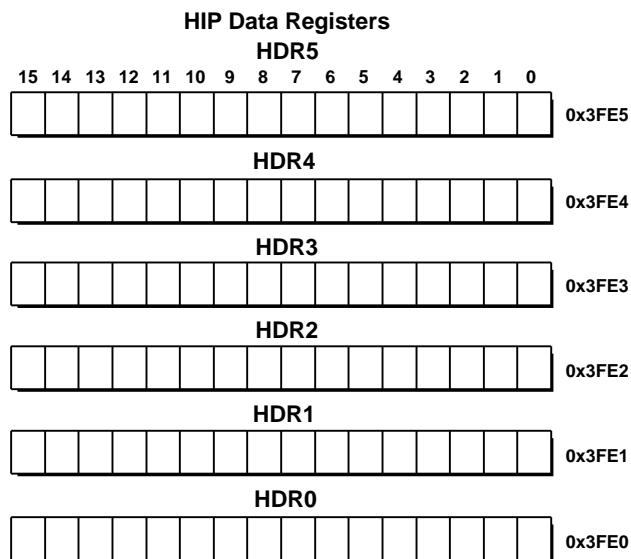 HIP Data Registers
HDR5
15 14 13 12 11 10 9 8 7 6 5 4 3 2 1 0
0x3FE5
HDR4
0x3FE4
HDR3
0x3FE3
HDR2
0x3FE2
HDR1
0x3FE1
HDR0
0x3FE0